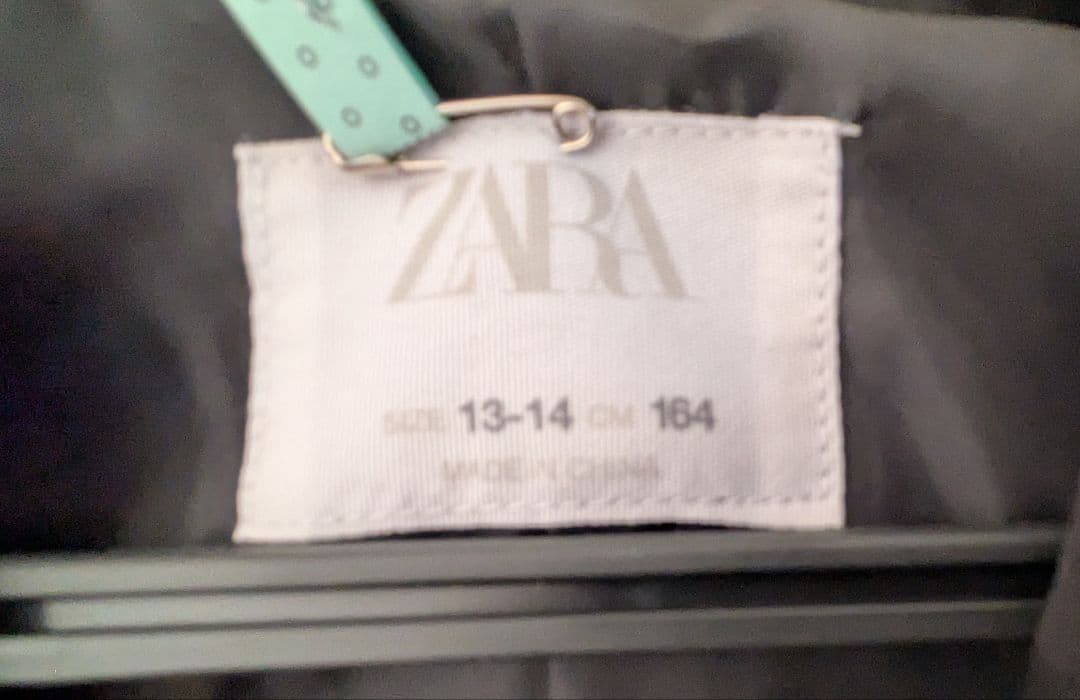 ZARA
SIZE 13-14 CM 164
MADE IN CHINA